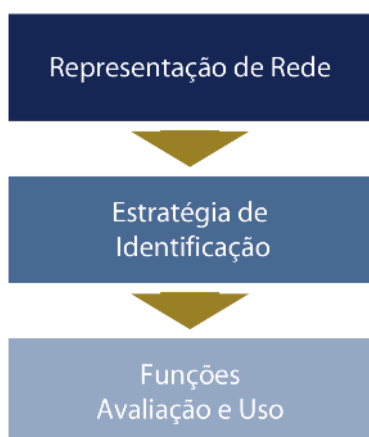 Representação de Rede
Estratégia de
Identificação
Funções
Avaliação e Uso